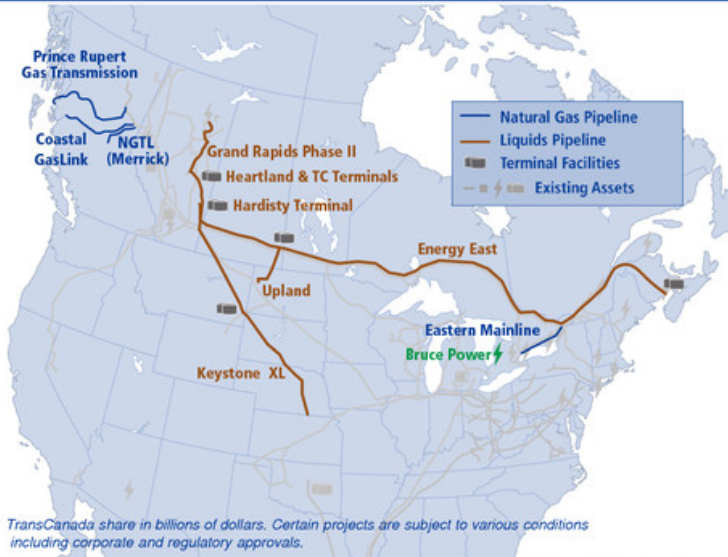 Prince Rupert
Gas Transmission
Coastal
GasLink
NGTL
(Merrick)
Grand Rapids Phase II
Heartland & TC Terminals
Hardisty Terminal
Natural Gas Pipeline
Liquids Pipeline
Terminal Facilities
Existing Assets
Energy East
Upland
Eastern Mainline
Bruce Power
Keystone XL
TransCanada share in billions of dollars. Certain projects are subject to various conditions
including corporate and regulatory approvals.